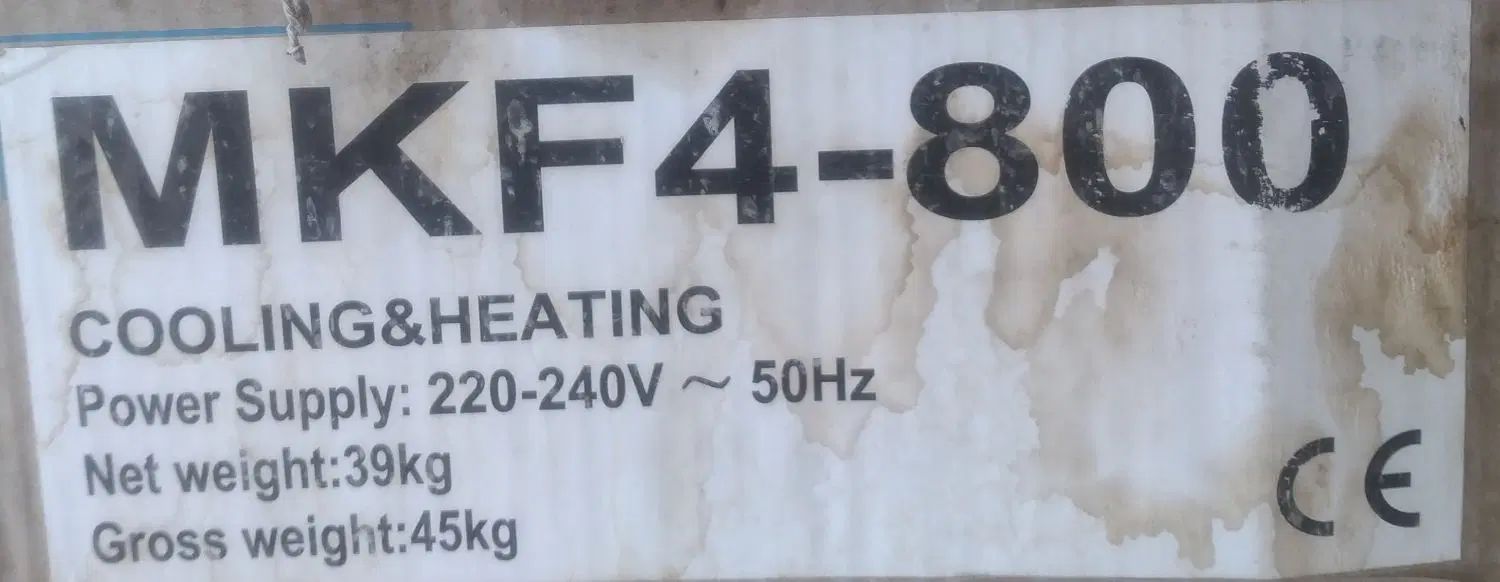 MKF4-800
COOLING&HEATING
Power Supply: 220-240V ~ 50Hz
Net weight:39kg
Gross weight:45kg
CE